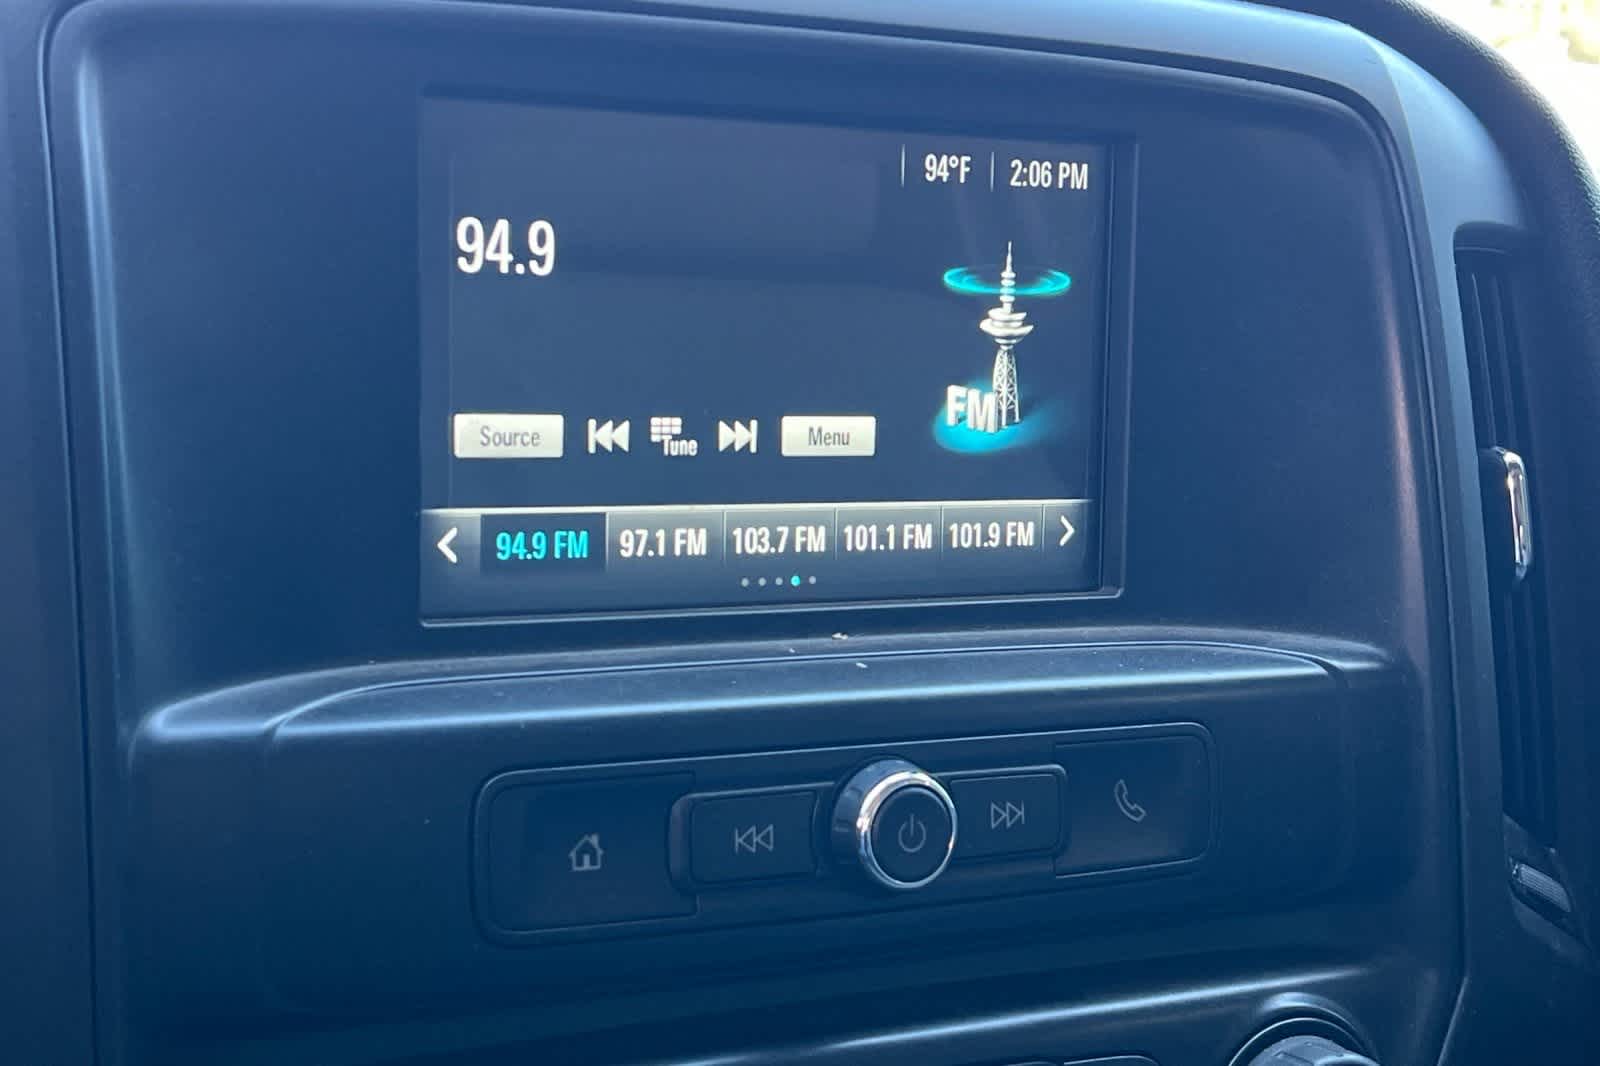 94°F 2:06 PM
94.9
FM
Source Tune Menu
94.9 FM 97.1 FM 103.7 FM 101.1 FM 101.9 FM